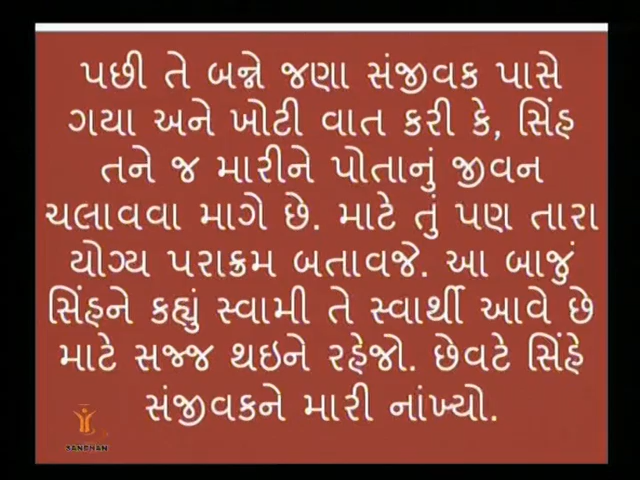 પછી તે બન્ને જણા સંજીવક પાસે
ગયા અને ખોટી વાત કરી કે, સિંહ
તને જ મારીને પોતાનું જીવન
ચલાવવા માગે છે. માટે તું પણ તારા
યોગ્ય પરાક્રમ બતાવજે. આ બાજું
સિંહને કહ્યું સ્વામી તે સ્વાર્થી આવે છે
માટે સજ્જ થઇને રહેજો. છેવટે સિંહે
સંજીવકને મારી નાંખ્યો.
SANDHAN